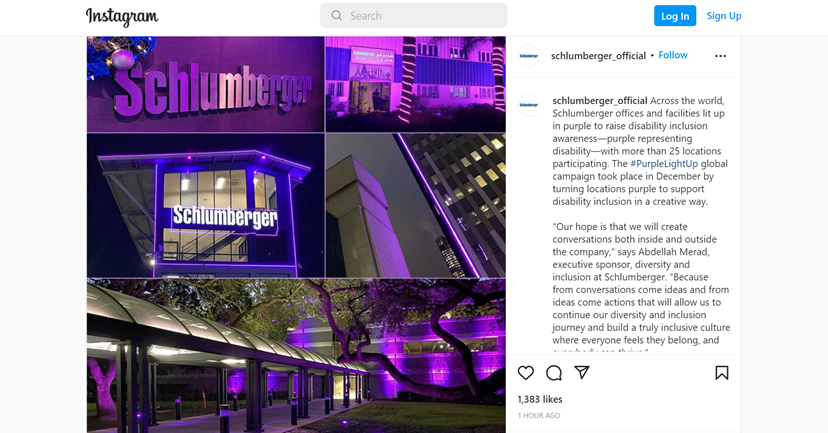 Instagram
Search
Log In
Sign Up
Schlumberger
Schlumberger
schlumberger_official • Follow
schlumberger_official Across the world,
Schlumberger offices and facilities lit up
in purple to raise disability inclusion
awareness—purple representing
disability—with more than 25 locations
participating. The #PurpleLightUp global
campaign took place in December by
turning locations purple to support
disability inclusion in a creative way.
“Our hope is that we will create
conversations both inside and outside
the company,” says Abdellah Merad,
executive sponsor, diversity and
inclusion at Schlumberger. “Because
from conversations come ideas and from
ideas come actions that will allow us to
continue our diversity and inclusion
journey and build a truly inclusive culture
where everyone feels they belong, and
everybody can thrive.”
1,383 likes
1 HOUR AGO